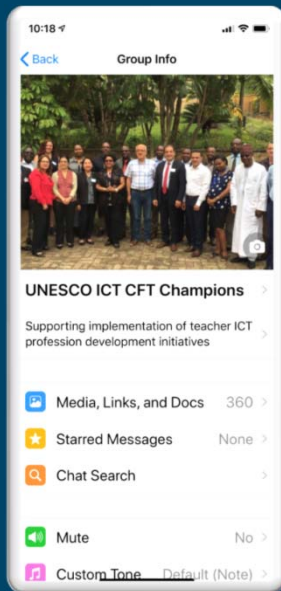 10:18
Back Group Info
UNESCO ICT CFT Champions
Supporting implementation of teacher ICT
profession development initiatives
Media, Links, and Docs 360
Starred Messages None
Chat Search
Mute No
Custom Tone Default (Note)